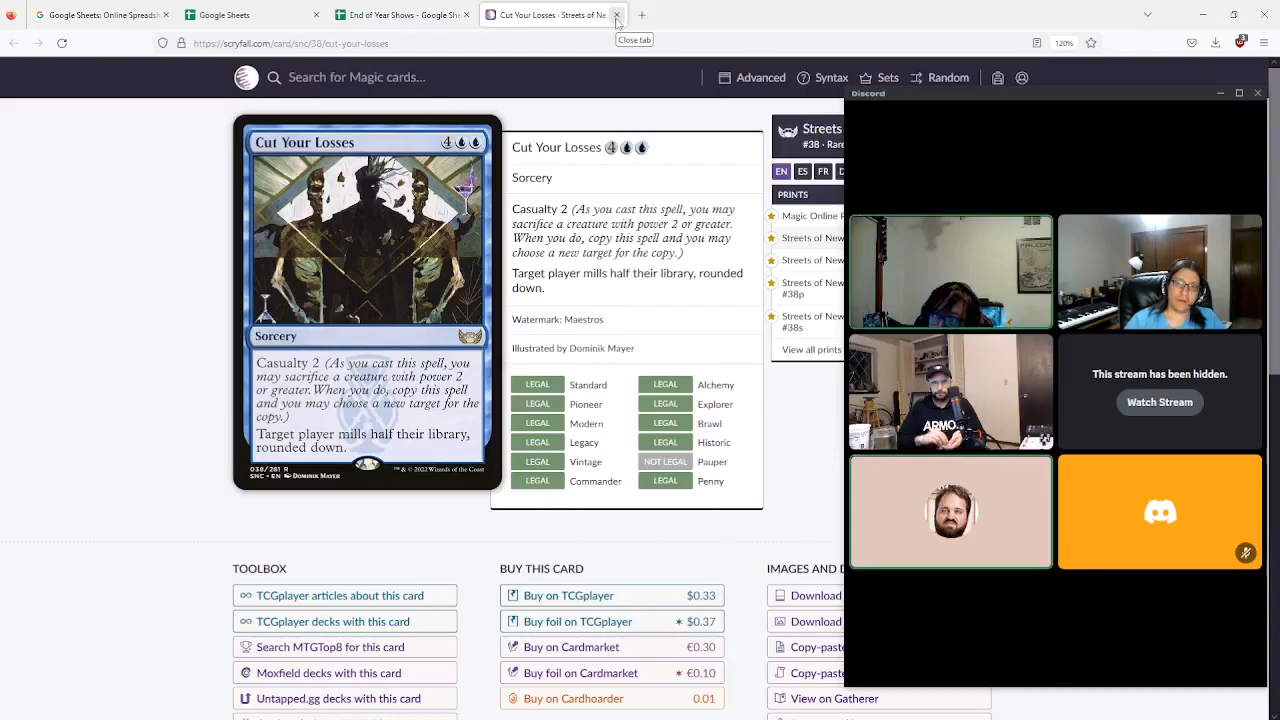 Google Sheets: Online Spreadsh
Google Sheets
End of Year Shows - Google She
Cut Your Losses · Streets of Ne
Close tab
https://scryfall.com/card/snc/38/cut-your-losses
120%
3
Search for Magic cards...
Advanced
Syntax
Sets
Random
Discord
Cut Your Losses 4
Sorcery
Casualty 2 (As you cast this spell, you
may sacrifice a creature with power 2
or greater. When you do, copy this spell
and you may choose a new target for the
copy.)
Target player mills half their library,
rounded down.
038/281 R
SNC • EN DOMINIK MAYER
™ & © 2022 Wizards of the Coast
Cut Your Losses 4
Sorcery
Casualty 2 (As you cast this spell, you may
sacrifice a creature with power 2 or greater.
When you do, copy this spell and you may
choose a new target for the copy.)
Target player mills half their library, rounded
down.
Watermark: Maestros
Illustrated by Dominik Mayer
LEGAL Standard LEGAL Alchemy
LEGAL Pioneer LEGAL Explorer
LEGAL Modern LEGAL Brawl
LEGAL Legacy LEGAL Historic
LEGAL Vintage NOT LEGAL Pauper
LEGAL Commander LEGAL Penny
Streets
#38 · Rare
EN ES FR D
PRINTS
Magic Online P
Streets of New
Streets of New
Streets of New
#38p
Streets of New
#38s
View all prints
FALCON
ARMO
This stream has been hidden.
Watch Stream
TOOLBOX
TCGplayer articles about this card
TCGplayer decks with this card
Search MTGTop8 for this card
Moxfield decks with this card
Untapped.gg decks with this card
BUY THIS CARD
Buy on TCGplayer $0.33
Buy foil on TCGplayer ✶ $0.37
Buy on Cardmarket €0.30
Buy foil on Cardmarket ✶ €0.10
Buy on Cardhoarder 0.01
IMAGES AND D
Download
Download
Copy-paste
Copy-paste
View on Gatherer